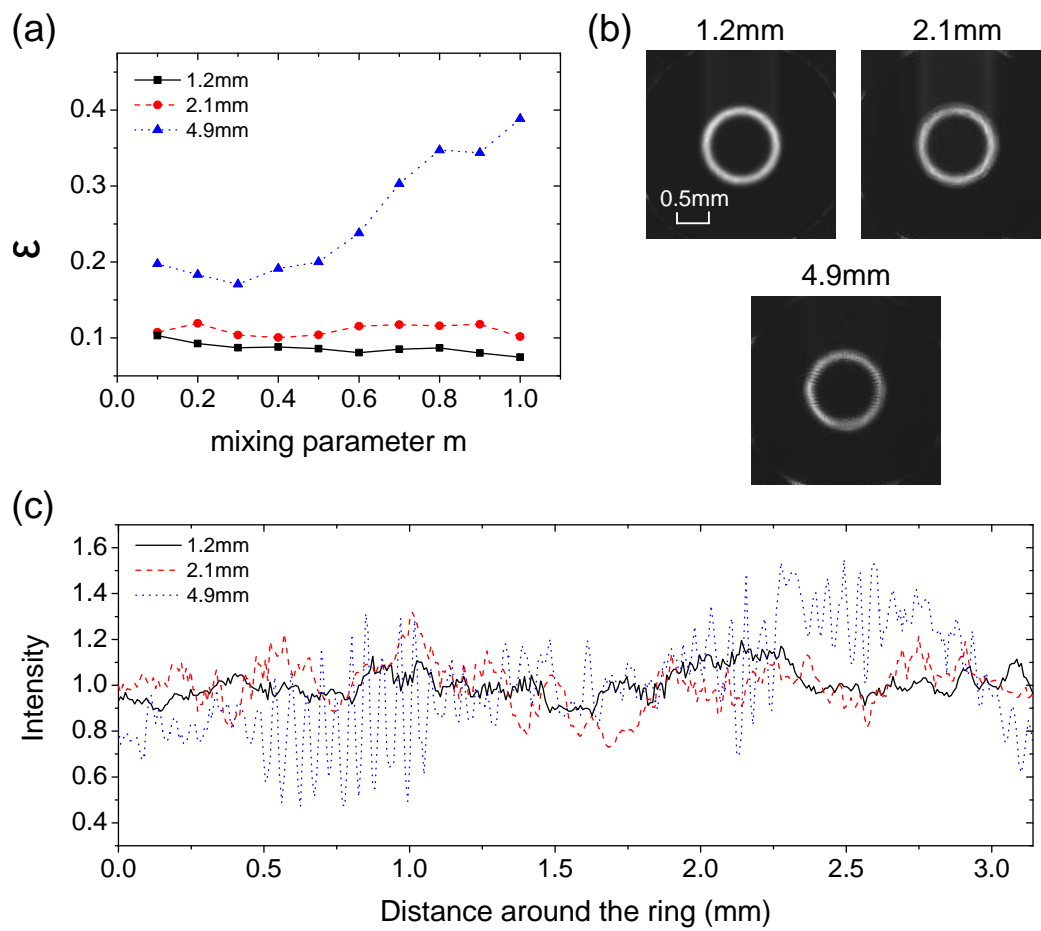 (a)
1.2mm
2.1mm
4.9mm
0.4
0.3
0.2
0.1
ε
0.0 0.2 0.4 0.6 0.8 1.0
mixing parameter m
(b)
1.2mm 2.1mm
0.5mm
4.9mm
(c)
1.2mm
2.1mm
4.9mm
1.6
1.4
1.2
1.0
0.8
0.6
0.4
Intensity
0.0 0.5 1.0 1.5 2.0 2.5 3.0
Distance around the ring (mm)